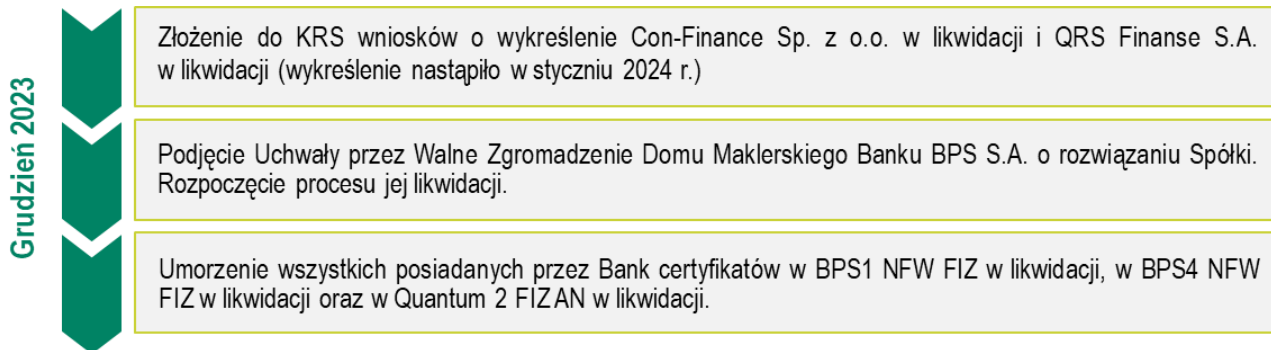 Grudzień 2023
Złożenie do KRS wniosków o wykreślenie Con-Finance Sp. z o.o. w likwidacji i QRS Finanse S.A.
w likwidacji (wykreślenie nastąpiło w styczniu 2024 r.)
Podjęcie Uchwały przez Walne Zgromadzenie Domu Maklerskiego Banku BPS S.A. o rozwiązaniu Spółki.
Rozpoczęcie procesu jej likwidacji.
Umorzenie wszystkich posiadanych przez Bank certyfikatów w BPS1 NFW FIZ w likwidacji, w BPS4 NFW
FIZ w likwidacji oraz w Quantum 2 FIZ AN w likwidacji.